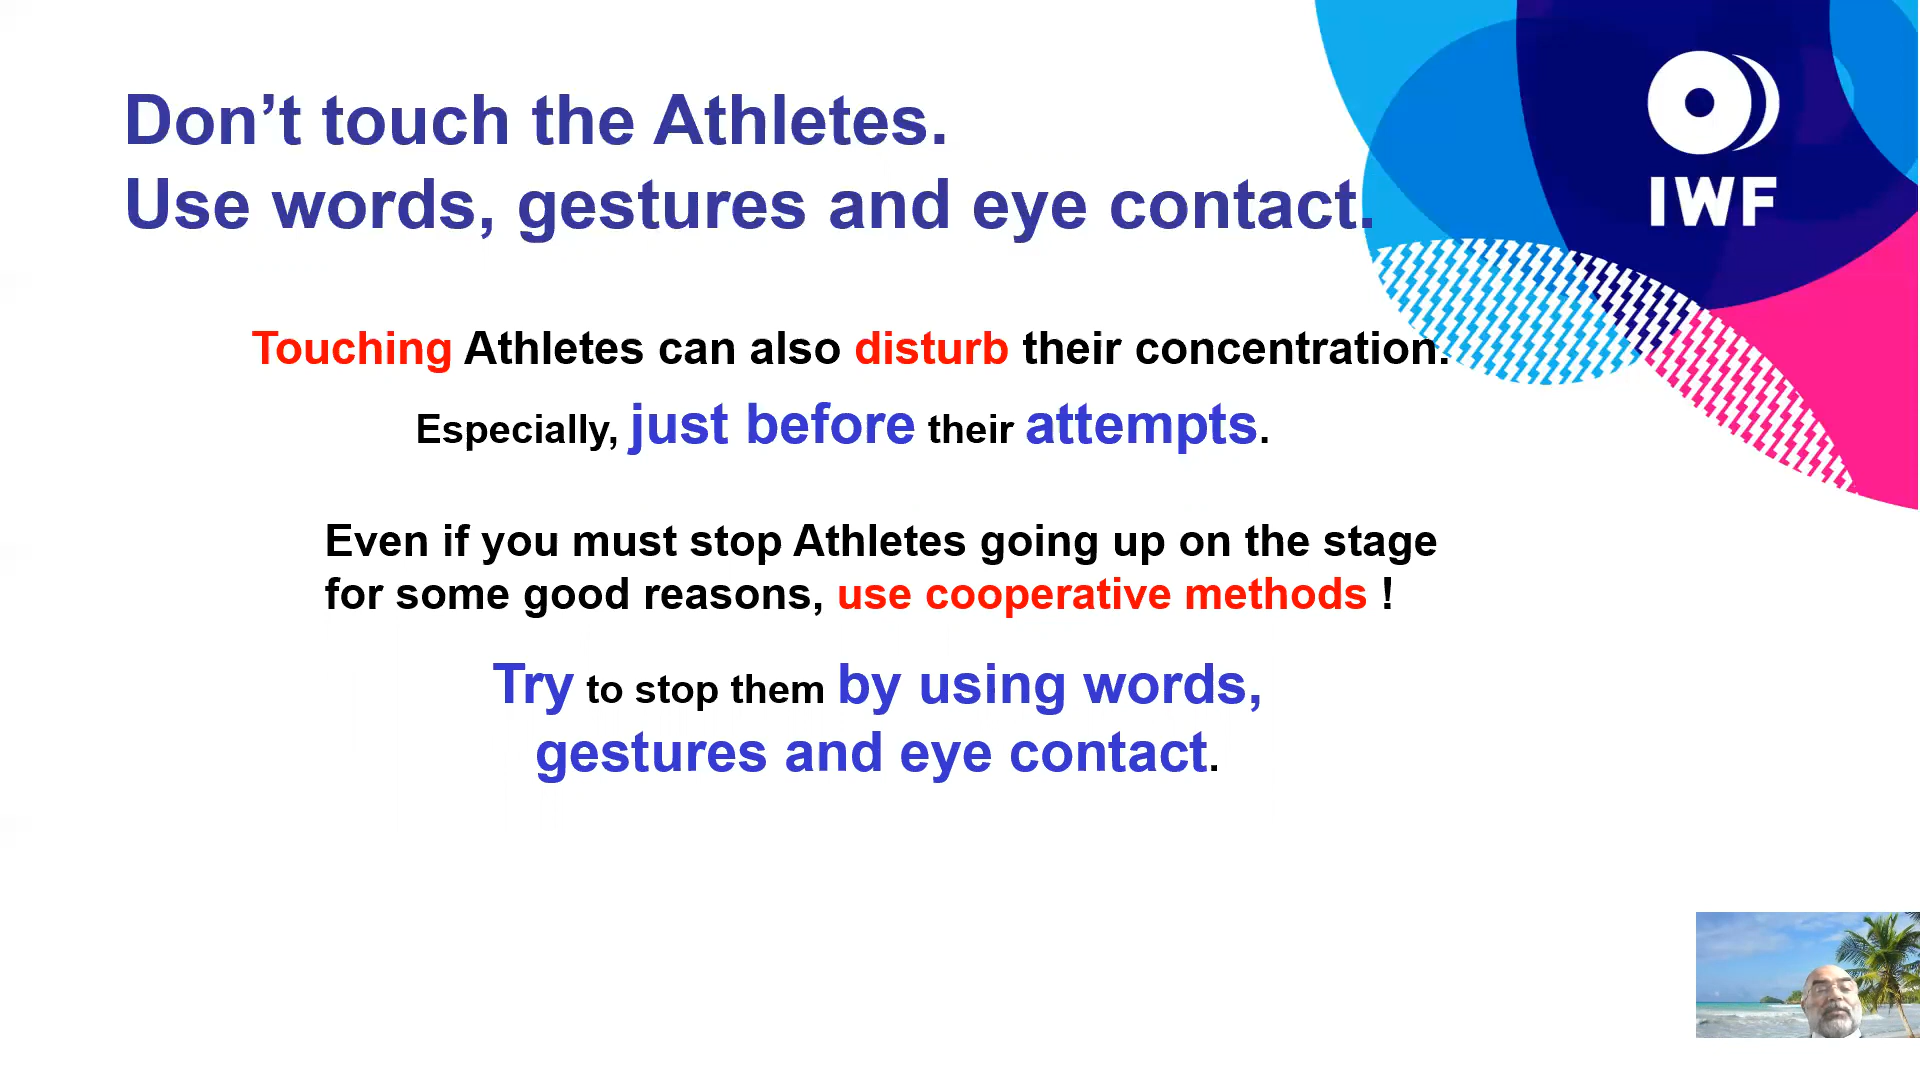 Don’t touch the Athletes.
Use words, gestures and eye contact.
IWF
Touching Athletes can also disturb their concentration.
Especially, just before their attempts.
Even if you must stop Athletes going up on the stage
for some good reasons, use cooperative methods !
Try to stop them by using words,
gestures and eye contact.